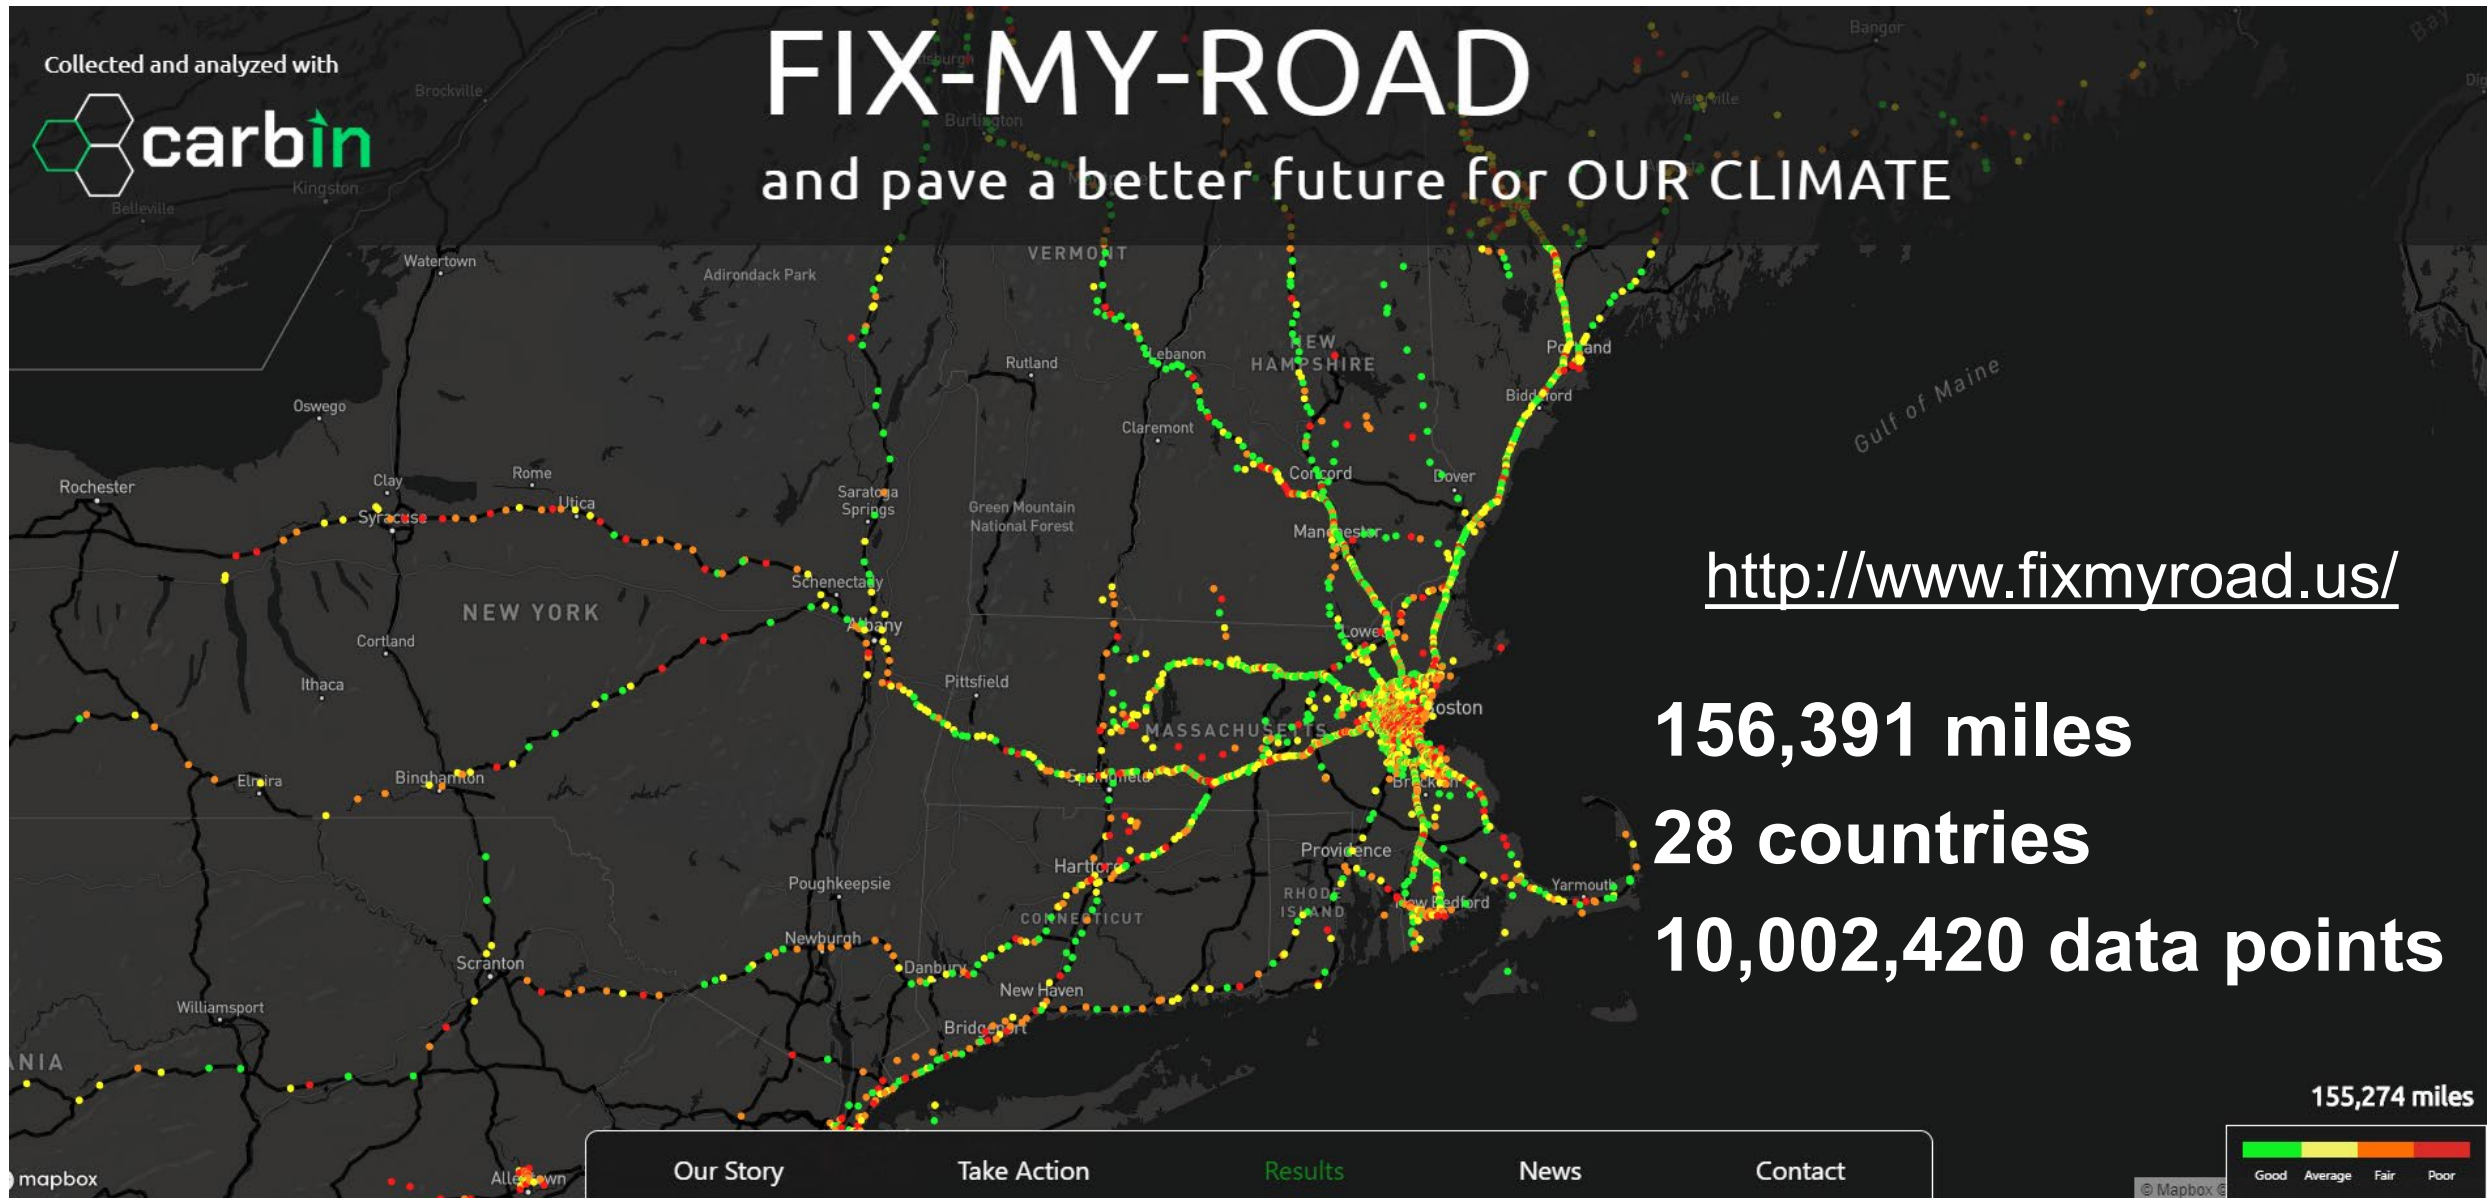 Collected and analyzed with
carbin
FIX-MY-ROAD
and pave a better future for OUR CLIMATE
Bangor
Brockville
Burlington
Kingston
Belleville
Watertown
Adirondack Park
VERMONT
Lebanon
NEW
HAMPSHIRE
Portland
Rutland
Biddeford
Oswego
Claremont
Gulf of Maine
Rochester
Clay
Rome
Utica
Syracuse
Saratoga
Springs
Green Mountain
National Forest
Concord
Dover
Manchester
Schenectady
NEW YORK
Cortland
Albany
Lowell
Ithaca
Pittsfield
Boston
MASSACHUSETTS
Elmira
Binghamton
Springfield
Brockton
Providence
Hartford
Poughkeepsie
CONNECTICUT
RHODE
ISLAND
New Bedford
Yarmouth
Newburgh
Danbury
Scranton
New Haven
Williamsport
Bridgeport
ANIA
Allentown
http://www.fixmyroad.us/
156,391 miles
28 countries
10,002,420 data points
155,274 miles
Good Average Fair Poor
Our Story Take Action Results News Contact
mapbox
© Mapbox ©